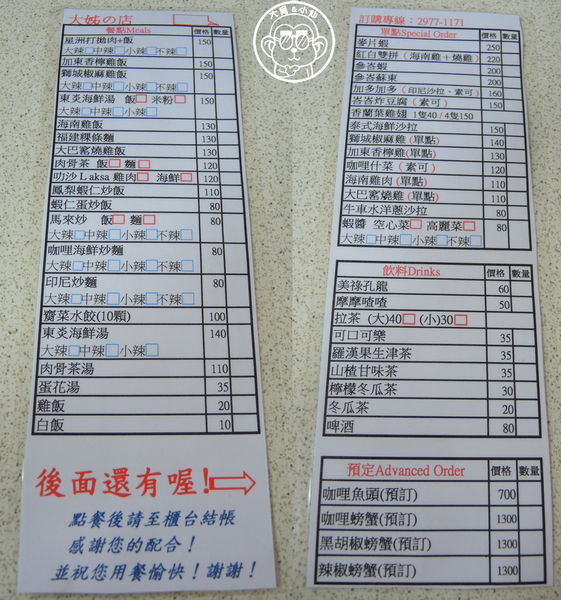 大姊の店
餐點Meals 價格 數量
星洲打拋肉+飯 150
大辣□中辣□小辣□不辣□
加東香檸雞飯 150
獅城椒麻雞飯 150
大辣□中辣□小辣□不辣□
東炎海鮮湯 飯□ 米粉□ 150
大辣□中辣□小辣□
海南雞飯 130
福建粿條麵 130
大巴窰燒雞飯 130
肉骨茶 飯□ 麵□ 120
叻沙Laksa 雞肉□ 海鮮□ 120
鳳梨蝦仁炒飯 110
蝦仁蛋炒飯 80
馬來炒 飯□ 麵□ 80
大辣□中辣□小辣□不辣□
咖哩海鮮炒麵 80
大辣□中辣□小辣□不辣□
印尼炒麵 80
大辣□中辣□小辣□不辣□
齎菜水餃(10顆) 100
東炎海鮮湯 140
大辣□中辣□小辣□
肉骨茶湯 110
蛋花湯 35
雞飯 20
白飯 10
後面還有喔!
點餐後請至櫃台結帳
感謝您的配合!
並祝您用餐愉快!謝謝!
大頭&小虵
訂購專線：2977-1171
單點Special Order 價格 數量
麥片蝦 250
紅白雙拼(海南雞+燒雞) 220
參峇蝦 200
參峇蘇東 200
加多加多(印尼沙拉、素可) 160
峇峇炸豆腐(素可) 150
香蘭葉雞翅 1隻40/4隻150
泰式海鮮沙拉 150
獅城椒麻雞(單點) 140
加東香檸雞(單點) 130
咖哩什菜(素可) 120
海南雞肉(單點) 110
大巴窰燒雞(單點) 110
牛車水洋蔥沙拉 80
蝦醬 空心菜□ 高麗菜□ 80
大辣□中辣□小辣□不辣□
飲料Drinks 價格 數量
美祿孔龍 60
摩摩喳喳 50
拉茶 (大)40□ (小)30□
可口可樂 35
羅漢果生津茶 35
山楂甘味茶 35
檸檬冬瓜茶 30
冬瓜茶 20
啤酒 80
預定Advanced Order 價格 數量
咖哩魚頭(預訂) 700
咖哩螃蟹(預訂) 1300
黑胡椒螃蟹(預訂) 1300
辣椒螃蟹(預訂) 1300